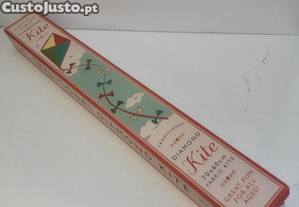 CustoJusto.pt
Kite
TRADITIONAL
DIAMOND
Kite
70x60cm
FABRIC KITE
GREAT FUN
FOR ALL
AGES!
DIAMOND KITE